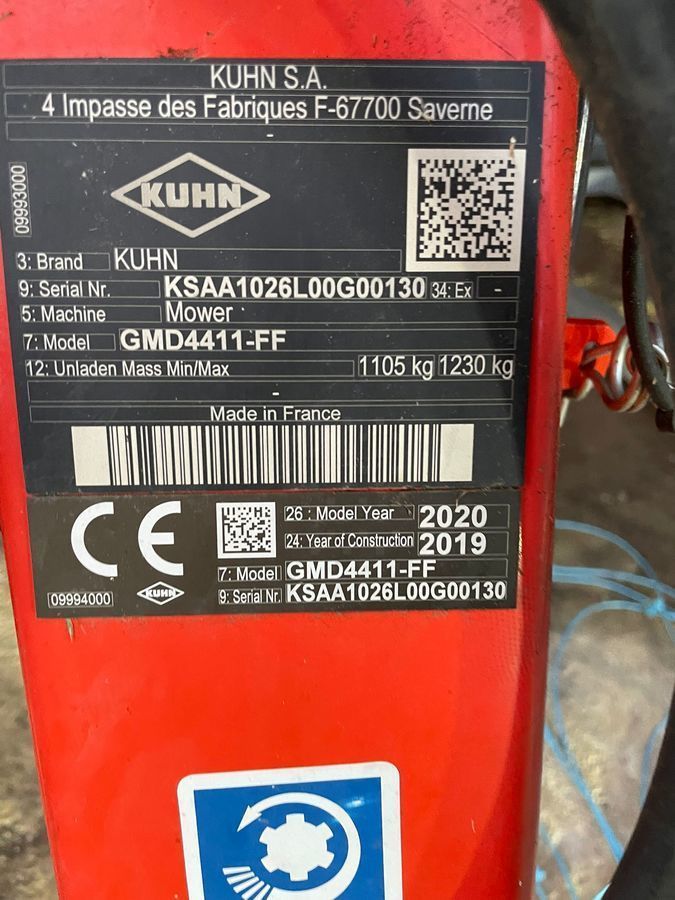 KUHN S.A.
4 Impasse des Fabriques F-67700 Saverne
09993000
KUHN
3: Brand KUHN
9: Serial Nr. KSAA1026L00G00130 34: Ex -
5: Machine Mower
7: Model GMD4411-FF
12: Unladen Mass Min/Max 1105 kg 1230 kg
-
Made in France
CE
26 : Model Year 2020
24: Year of Construction 2019
7: Model GMD4411-FF
09994000 KUHN 9: Serial Nr. KSAA1026L00G00130